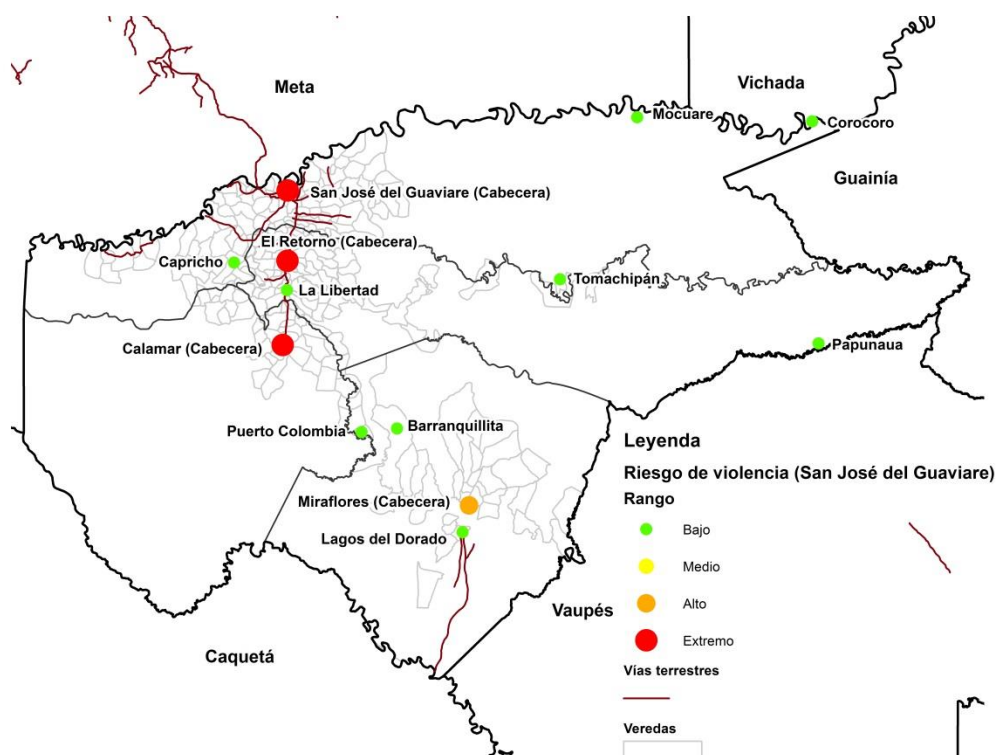 Meta
Vichada
Mocuare
Corocoro
Guainía
San José del Guaviare (Cabecera)
El Retorno (Cabecera)
Capricho
Tomachipán
La Libertad
Calamar (Cabecera)
Papunaua
Puerto Colombia
Barranquillita
Leyenda
Riesgo de violencia (San José del Guaviare)
Miraflores (Cabecera)
Rango
Lagos del Dorado
Bajo
Medio
Vaupés
Alto
Caquetá
Extremo
Vías terrestres
Veredas